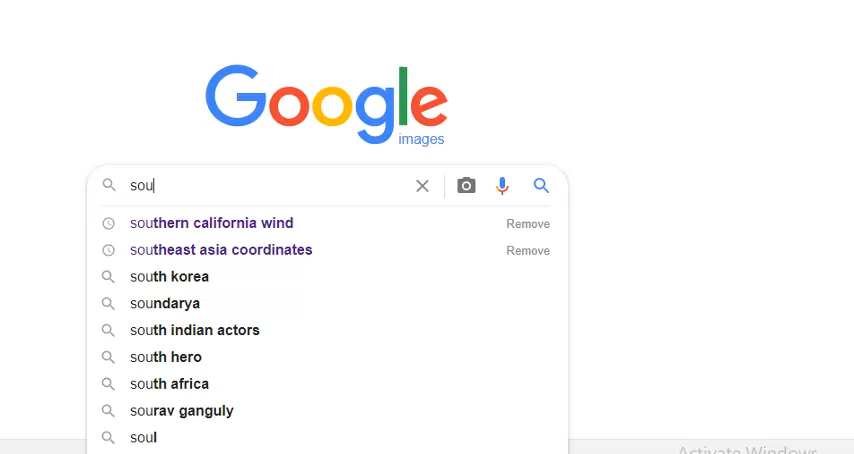 Google
images
sou
southern california wind Remove
southeast asia coordinates Remove
south korea
soundarya
south indian actors
south hero
south africa
sourav ganguly
soul
Activate Windows